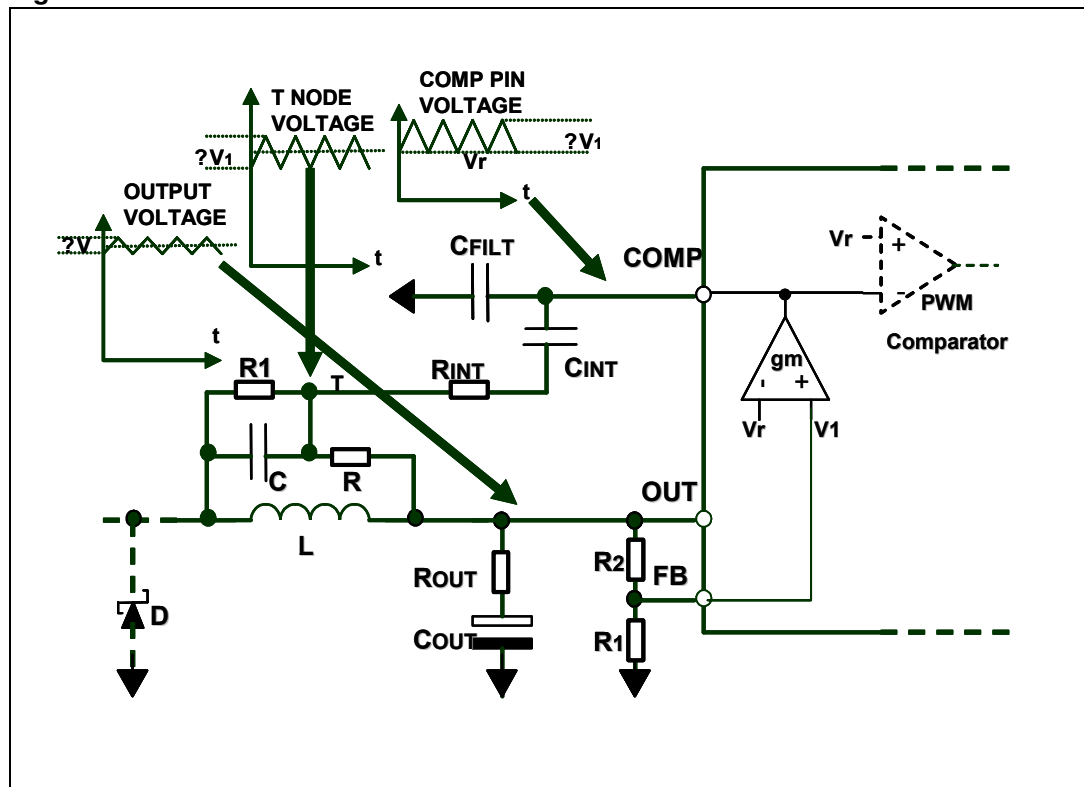 COMP PIN
VOLTAGE
T NODE
VOLTAGE
?V1
Vr
?V1
t
OUTPUT
VOLTAGE
?V
t
t
CFILT
COMP
Vr
+
-
PWM
Comparator
CINT
RINT
T
R1
gm
-
+
Vr
V1
C
R
L
OUT
ROUT
R2
FB
D
COUT
R1